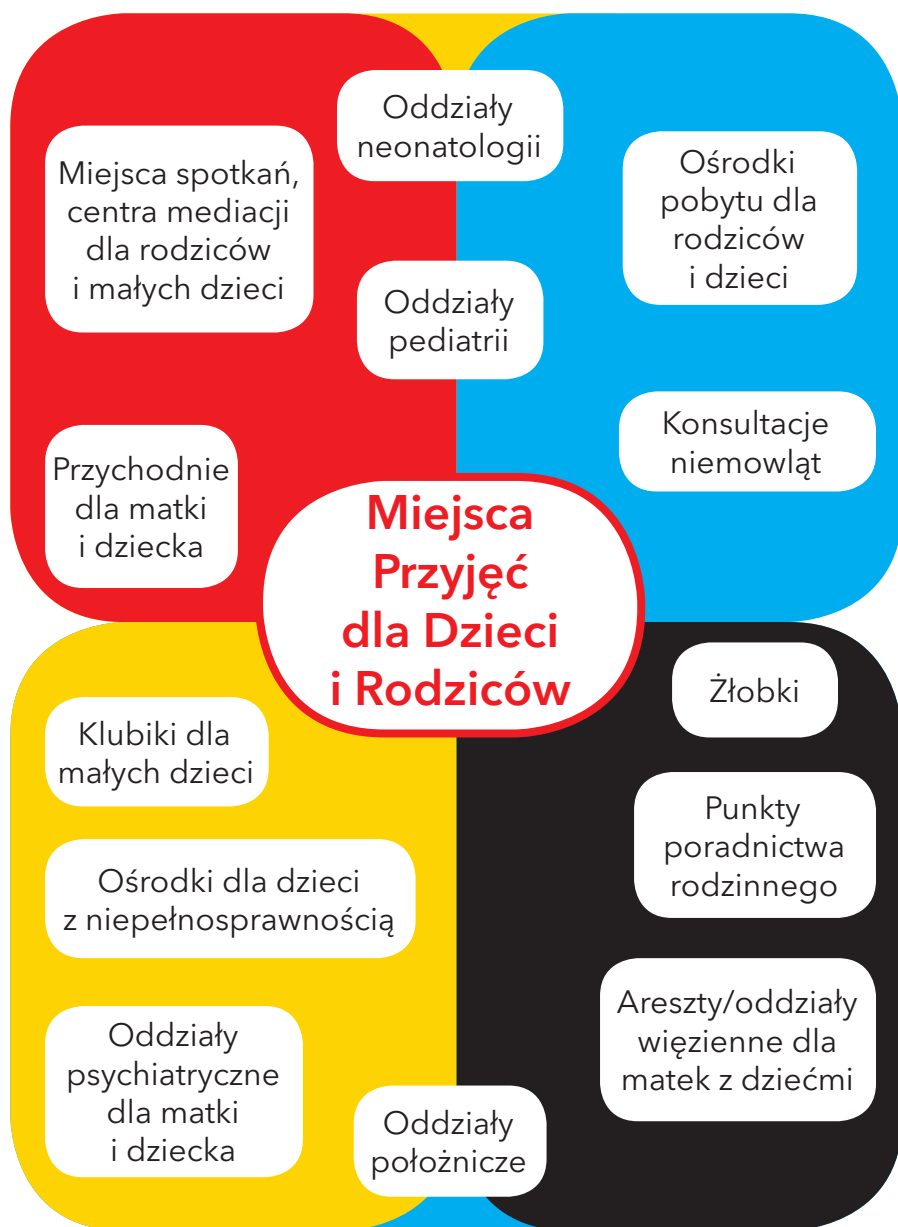 Oddziały
neonatologii
Miejsca spotkań,
centra mediacji
dla rodziców
i małych dzieci
Ośrodki
pobytu dla
rodziców
i dzieci
Oddziały
pediatrii
Konsultacje
niemowląt
Przychodnie
dla matki
i dziecka
Miejsca
Przyjęć
dla Dzieci
i Rodziców
Żłobki
Klubiki dla
małych dzieci
Punkty
poradnictwa
rodzinnego
Ośrodki dla dzieci
z niepełnosprawnością
Areszty/oddziały
więzienne dla
matek z dziećmi
Oddziały
psychiatryczne
dla matki
i dziecka
Oddziały
położnicze